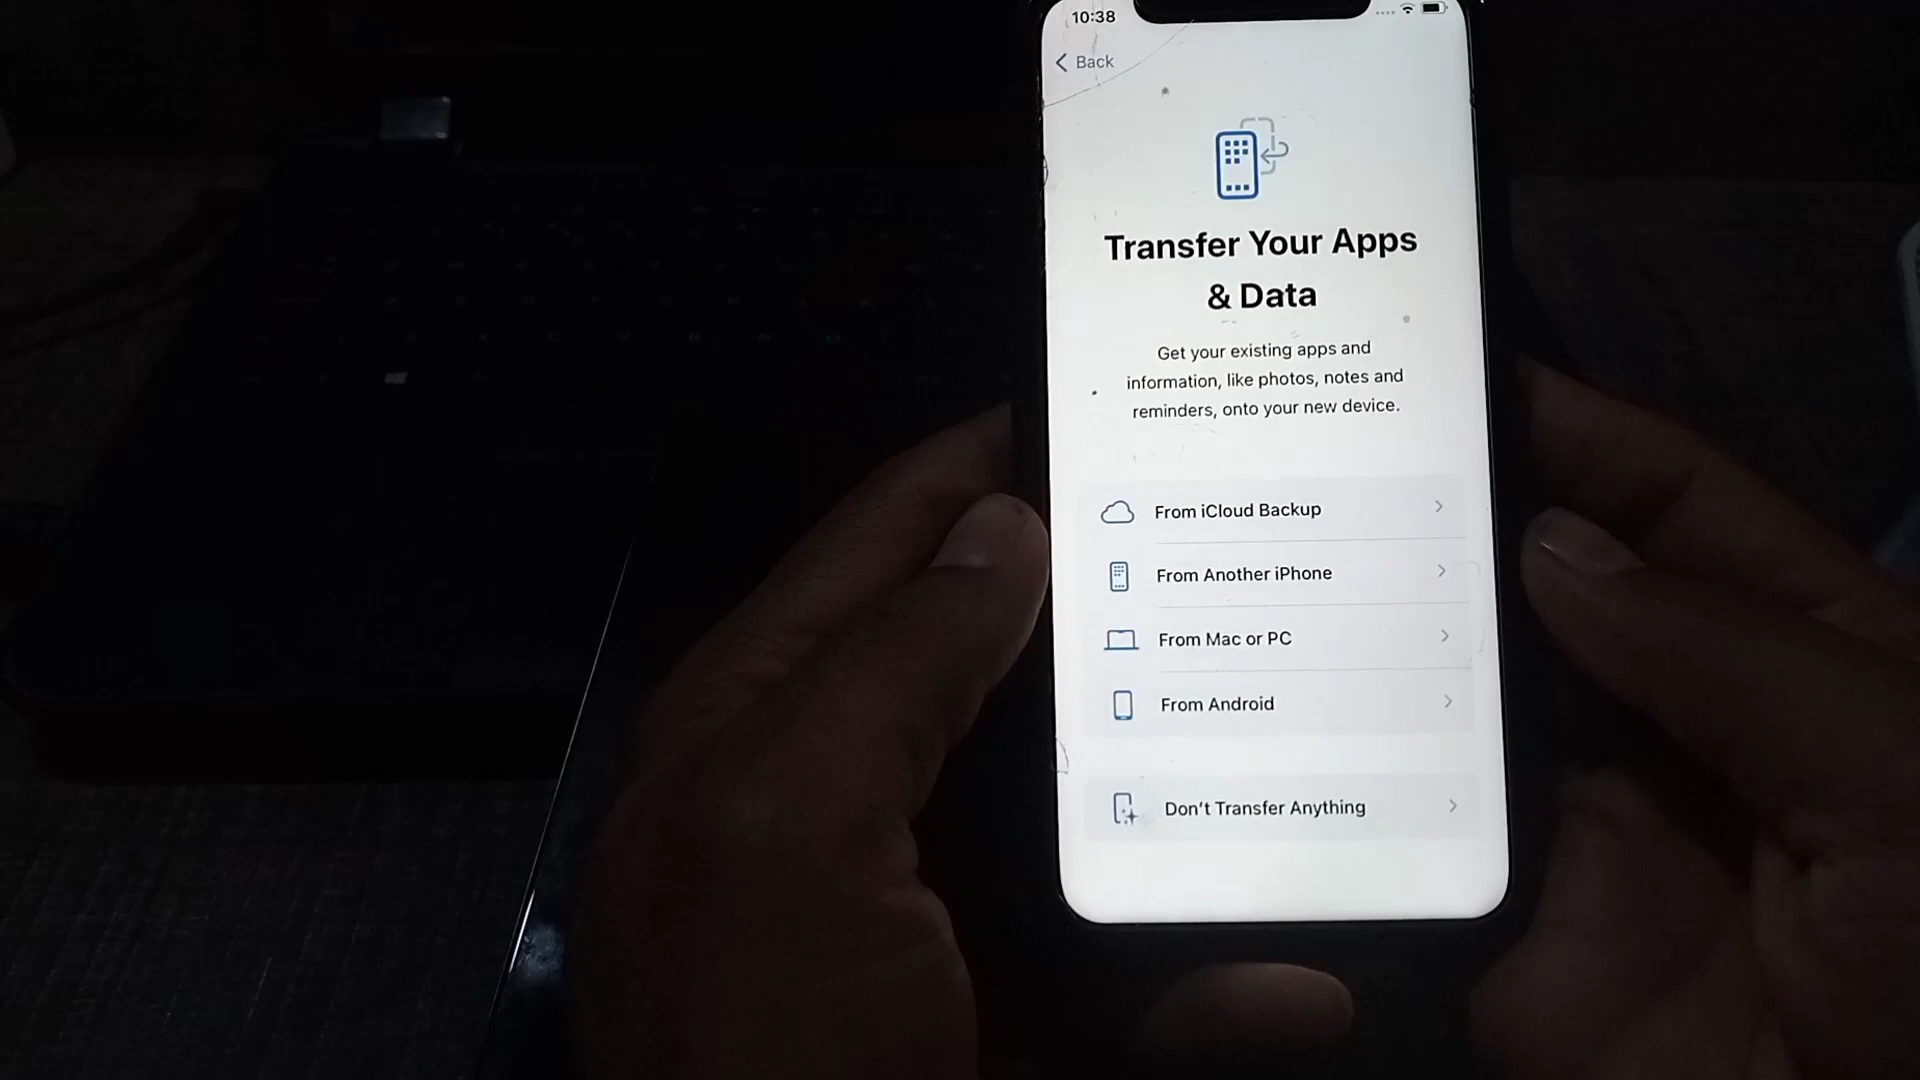 10:38
Back
Transfer Your Apps
& Data
Get your existing apps and
information, like photos, notes and
reminders, onto your new device.
From iCloud Backup
From Another iPhone
From Mac or PC
From Android
Don't Transfer Anything